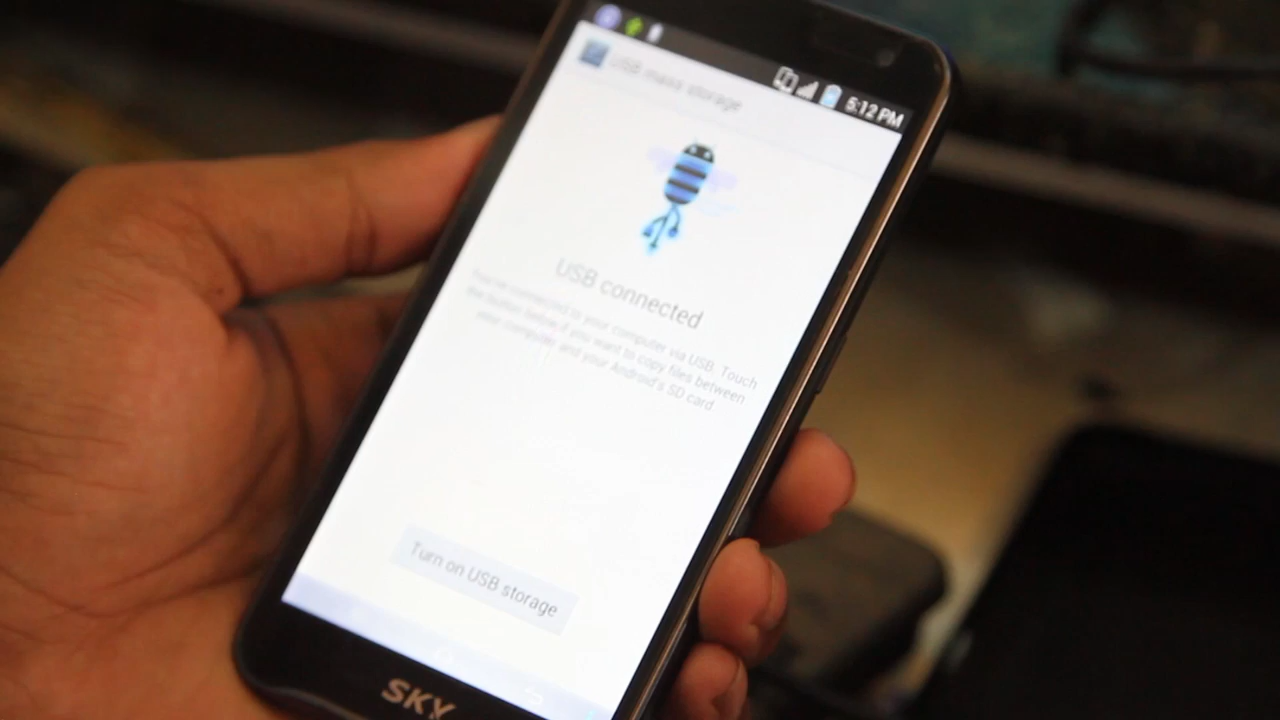 5:12 PM
USB mass storage
USB connected
You're connected to your computer via USB. Touch
the button below if you want to copy files between
your computer and your Android's SD card.
Turn on USB storage
SKY